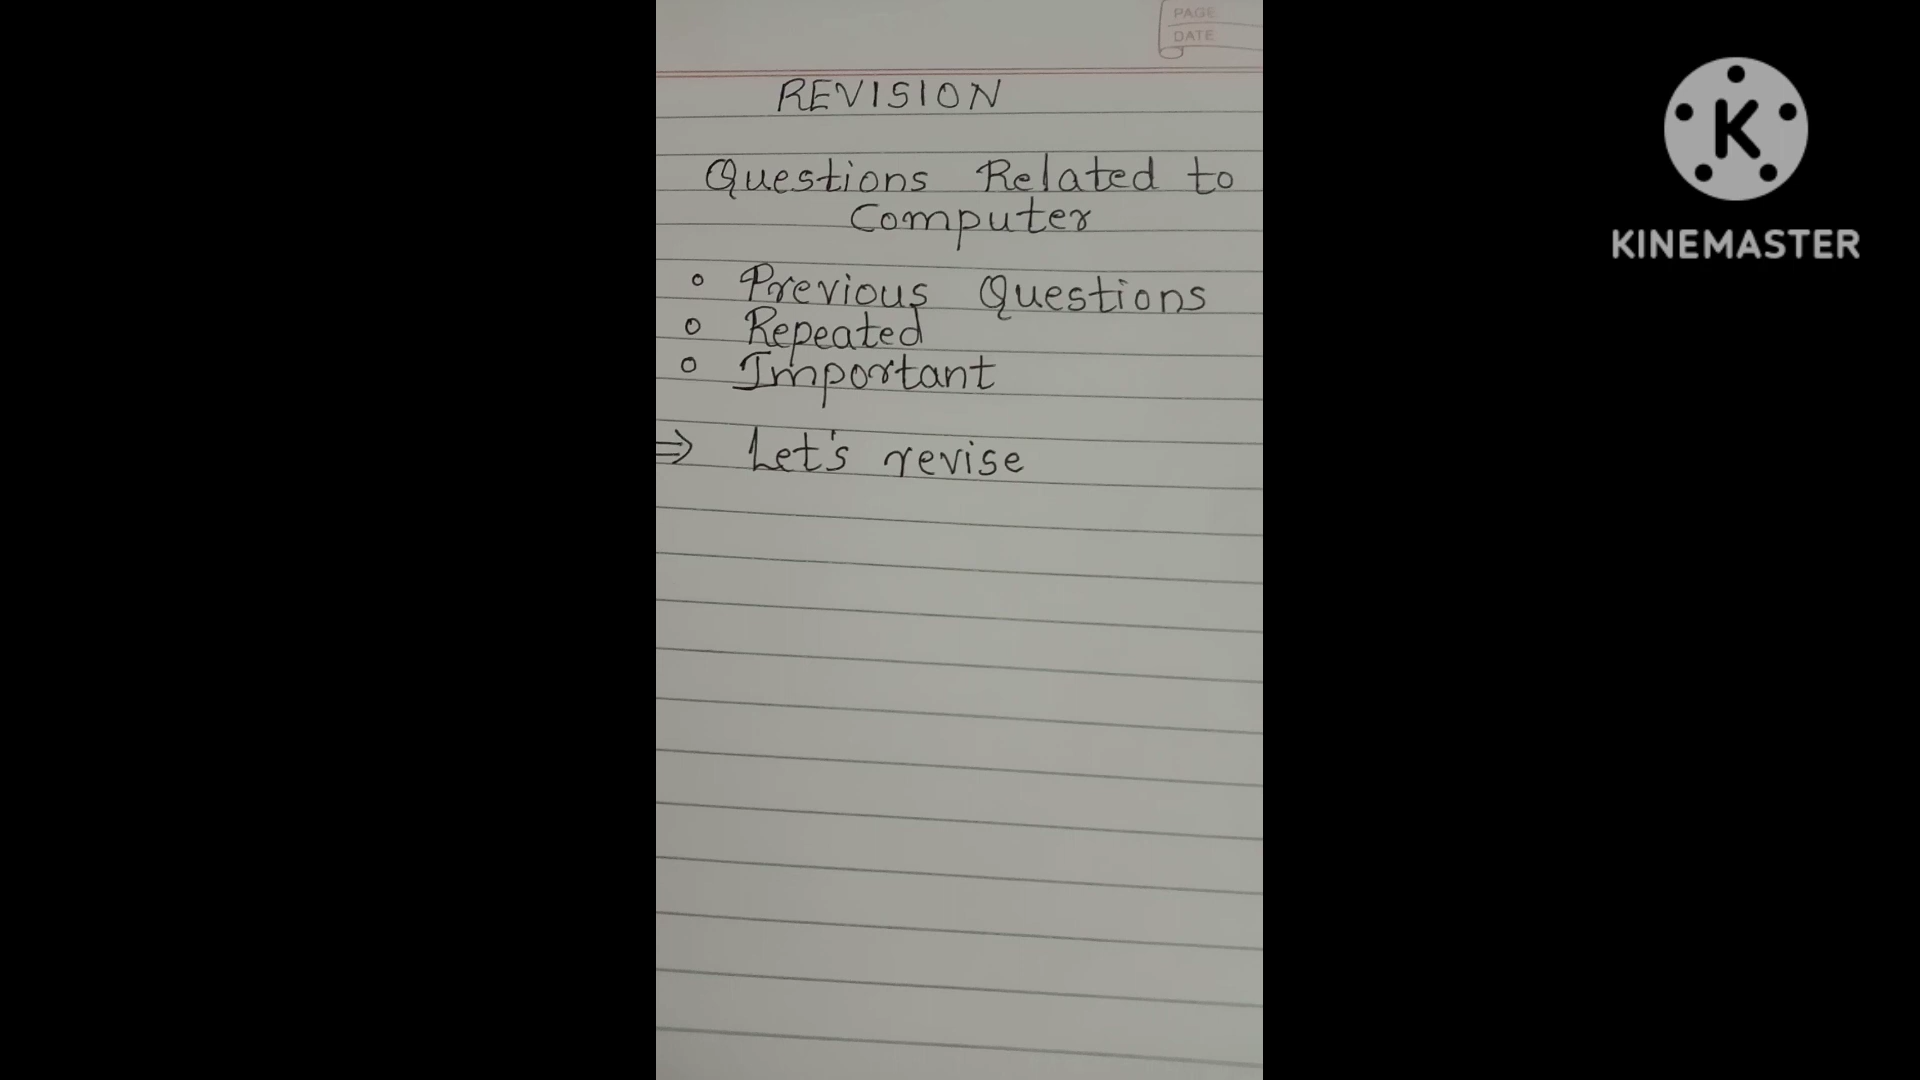 PAGE
DATE
REVISION
Questions Related to
Computer
Previous Questions
Repeated
Important
⇒ Let's revise
KINEMASTER